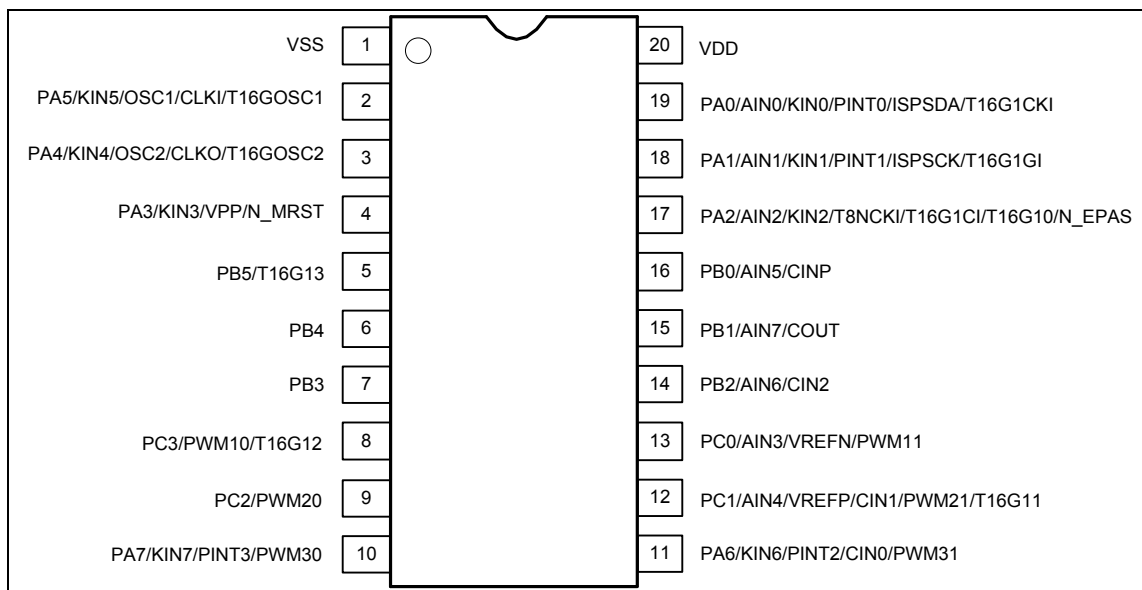 VSS 1 20 VDD
PA5/KIN5/OSC1/CLKI/T16GOSC1 2 19 PA0/AIN0/KIN0/PINT0/ISPSDA/T16G1CKI
PA4/KIN4/OSC2/CLKO/T16GOSC2 3 18 PA1/AIN1/KIN1/PINT1/ISPSCK/T16G1GI
PA3/KIN3/VPP/N_MRST 4 17 PA2/AIN2/KIN2/T8NCKI/T16G1CI/T16G10/N_EPAS
PB5/T16G13 5 16 PB0/AIN5/CINP
PB4 6 15 PB1/AIN7/COUT
PB3 7 14 PB2/AIN6/CIN2
PC3/PWM10/T16G12 8 13 PC0/AIN3/VREFN/PWM11
PC2/PWM20 9 12 PC1/AIN4/VREFP/CIN1/PWM21/T16G11
PA7/KIN7/PINT3/PWM30 10 11 PA6/KIN6/PINT2/CIN0/PWM31